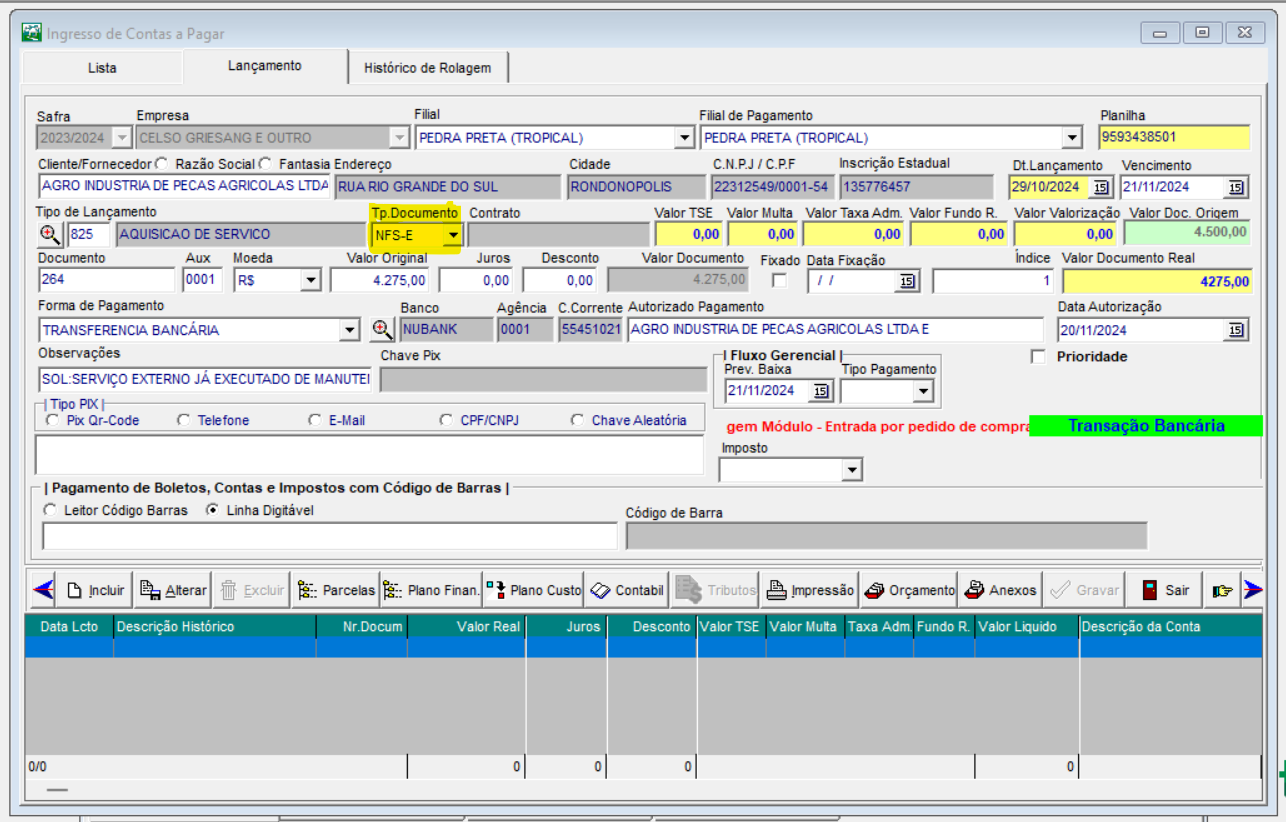 Ingresso de Contas a Pagar
Lista Lançamento Histórico de Rolagem
Safra Empresa Filial Filial de Pagamento Planilha
2023/2024 CELSO GRIESANG E OUTRO PEDRA PRETA (TROPICAL) PEDRA PRETA (TROPICAL) 9593438501
Cliente/Fornecedor Razão Social Fantasia Endereço Cidade C.N.P.J / C.P.F Inscrição Estadual Dt.Lançamento Vencimento
AGRO INDUSTRIA DE PECAS AGRICOLAS LTDA RUA RIO GRANDE DO SUL RONDONOPOLIS 22312549/0001-54 135776457 29/10/2024 15 21/11/2024 15
Tipo de Lançamento Tp.Documento Contrato Valor TSE Valor Multa Valor Taxa Adm. Valor Fundo R. Valor Valorização Valor Doc. Origem
825 AQUISICAO DE SERVICO NFS-E 0,00 0,00 0,00 0,00 0,00 4.500,00
Documento Aux Moeda Valor Original Juros Desconto Valor Documento Fixado Data Fixação Índice Valor Documento Real
264 0001 R$ 4.275,00 0,00 0,00 4.275,00 / / 15 1 4275,00
Forma de Pagamento Banco Agência C.Corrente Autorizado Pagamento Data Autorização
TRANSFERENCIA BANCÁRIA NUBANK 0001 55451021 AGRO INDUSTRIA DE PECAS AGRICOLAS LTDA E 20/11/2024 15
Observações Chave Pix | Fluxo Gerencial | Prioridade
SOL:SERVIÇO EXTERNO JÁ EXECUTADO DE MANUTEI Prev. Baixa Tipo Pagamento
21/11/2024 15
| Tipo PIX |
Pix Qr-Code Telefone E-Mail CPF/CNPJ Chave Aleatória
gem Módulo - Entrada por pedido de compra Transação Bancária
Imposto
| Pagamento de Boletos, Contas e Impostos com Código de Barras |
Leitor Código Barras Linha Digitável Código de Barra
Incluir Alterar Excluir Parcelas Plano Finan. Plano Custo Contabil Tributos Impressão Orçamento Anexos Gravar Sair
Data Lcto Descrição Histórico Nr.Docum Valor Real Juros Desconto Valor TSE Valor Multa Taxa Adm. Fundo R. Valor Liquido Descrição da Conta
0/0 0 0 0 0